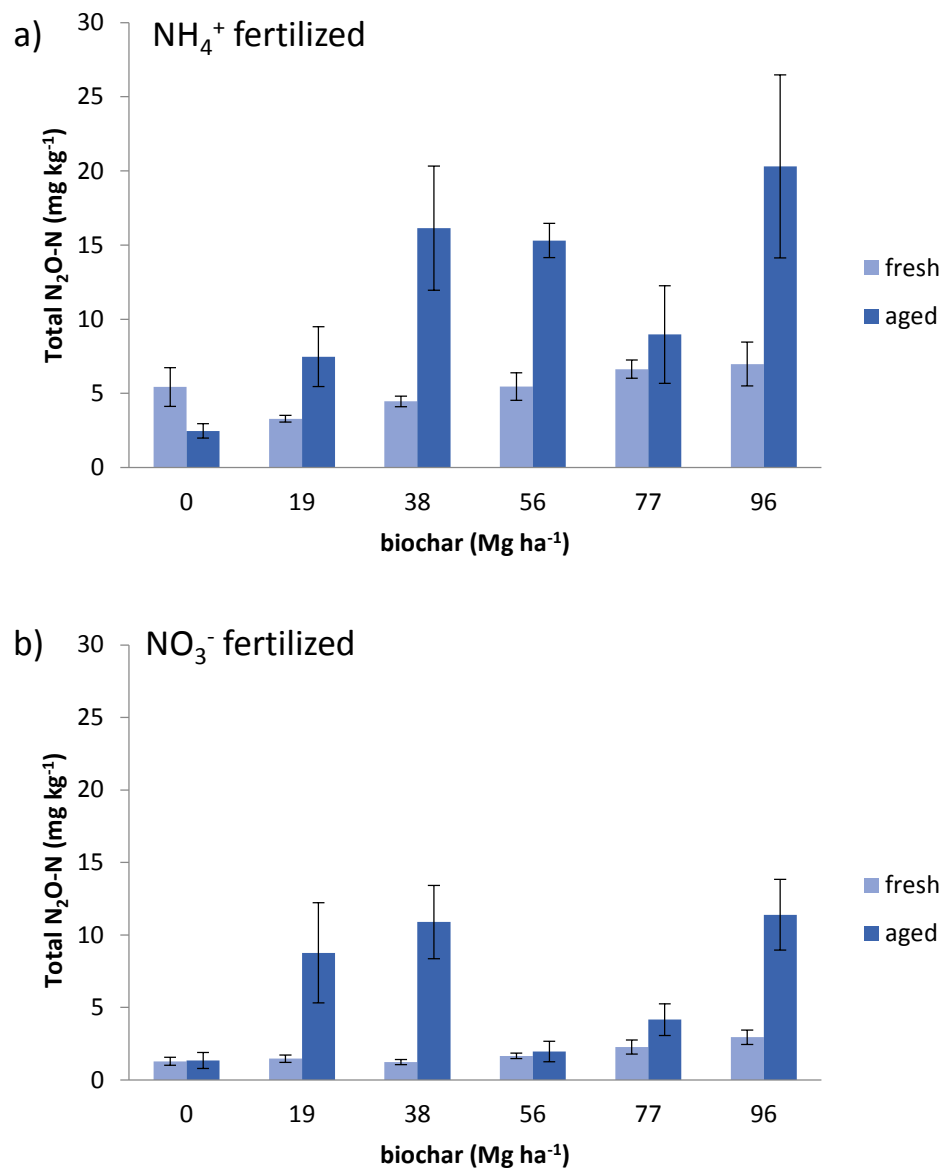 a) NH₄⁺ fertilized
30
25
20
15
10
5
0
Total N₂O-N (mg kg⁻¹)
0 19 38 56 77 96
biochar (Mg ha⁻¹)
fresh
aged
b) NO₃⁻ fertilized
30
25
20
15
10
5
0
Total N₂O-N (mg kg⁻¹)
0 19 38 56 77 96
biochar (Mg ha⁻¹)
fresh
aged